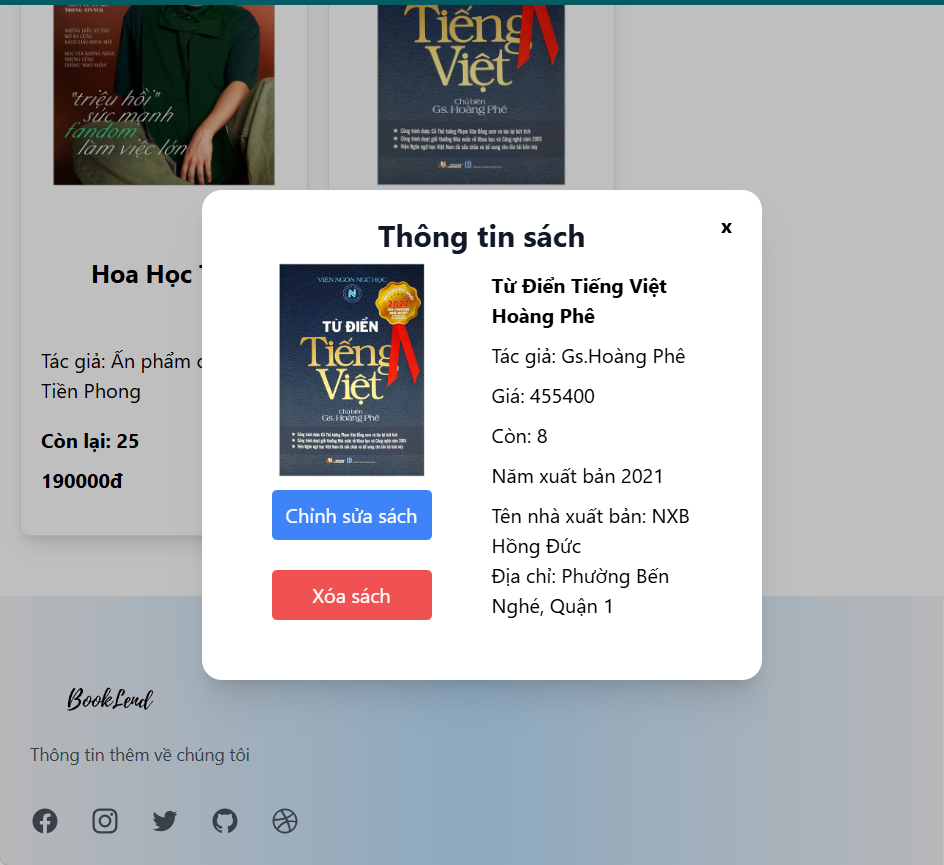 "triệu hồi"
sức mạnh
fandom
làm việc lớn
Tiếng
Việt
Chủ biên
Gs. Hoàng Phê
Thông tin sách
x
VIỆN NGÔN NGỮ HỌC
2022
TỪ ĐIỂN
Tiếng
Việt
Chủ biên
Gs. Hoàng Phê
Chỉnh sửa sách
Xóa sách
Từ Điển Tiếng Việt
Hoàng Phê
Tác giả: Gs.Hoàng Phê
Giá: 455400
Còn: 8
Năm xuất bản 2021
Tên nhà xuất bản: NXB
Hồng Đức
Địa chỉ: Phường Bến
Nghé, Quận 1
Hoa Học
Tác giả: Ấn phẩm
Tiền Phong
Còn lại: 25
190000đ
BookLend
Thông tin thêm về chúng tôi